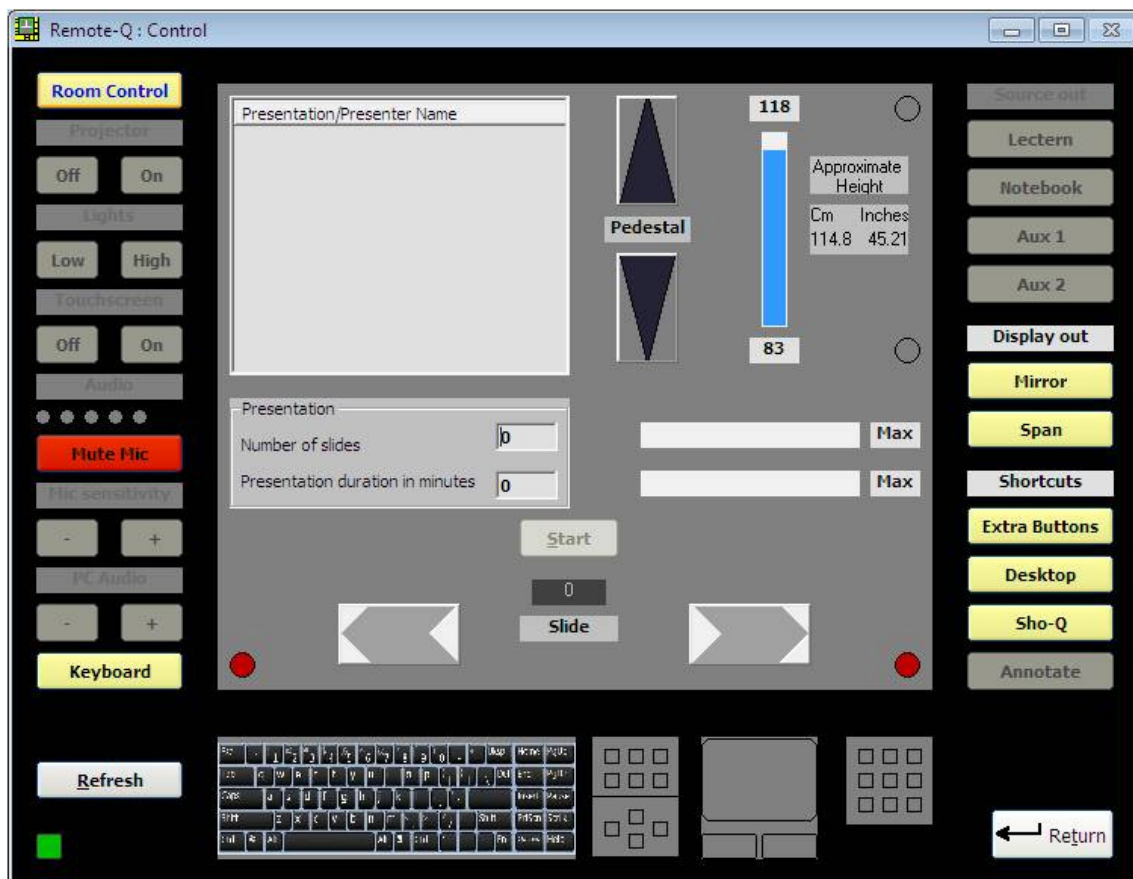 Remote-Q : Control
Room Control
Projector
Off On
Lights
Low High
Touchscreen
Off On
Audio
Mute Mic
Mic sensitivity
- +
PC Audio
- +
Keyboard
Refresh
Presentation/Presenter Name
Pedestal
118
83
Approximate
Height
Cm Inches
114.8 45.21
Presentation
Number of slides 0
Presentation duration in minutes 0
Max
Max
Start
0
Slide
Source out
Lectern
Notebook
Aux 1
Aux 2
Display out
Mirror
Span
Shortcuts
Extra Buttons
Desktop
Sho-Q
Annotate
Return